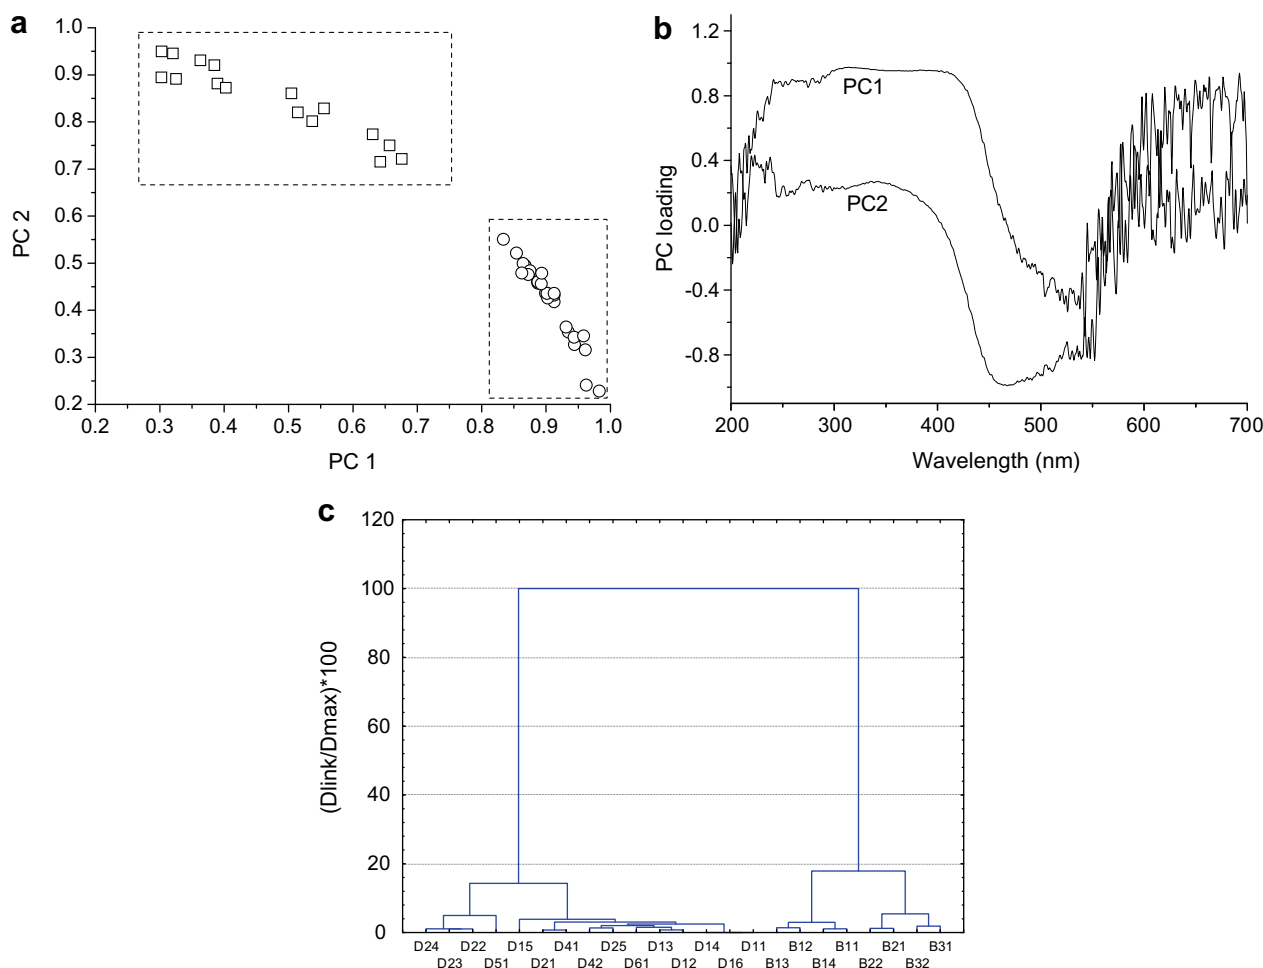 a
1.0
0.9
0.8
0.7
0.6
0.5
0.4
0.3
0.2
PC 2
0.2 0.3 0.4 0.5 0.6 0.7 0.8 0.9 1.0
PC 1
b
1.2
0.8
0.4
0.0
-0.4
-0.8
PC loading
PC1
PC2
200 300 400 500 600 700
Wavelength (nm)
c
120
100
80
60
40
20
0
(Dlink/Dmax)*100
D24 D22 D15 D41 D25 D13 D14 D11 B12 B11 B21 B31
D23 D51 D21 D42 D61 D12 D16 B13 B14 B22 B32